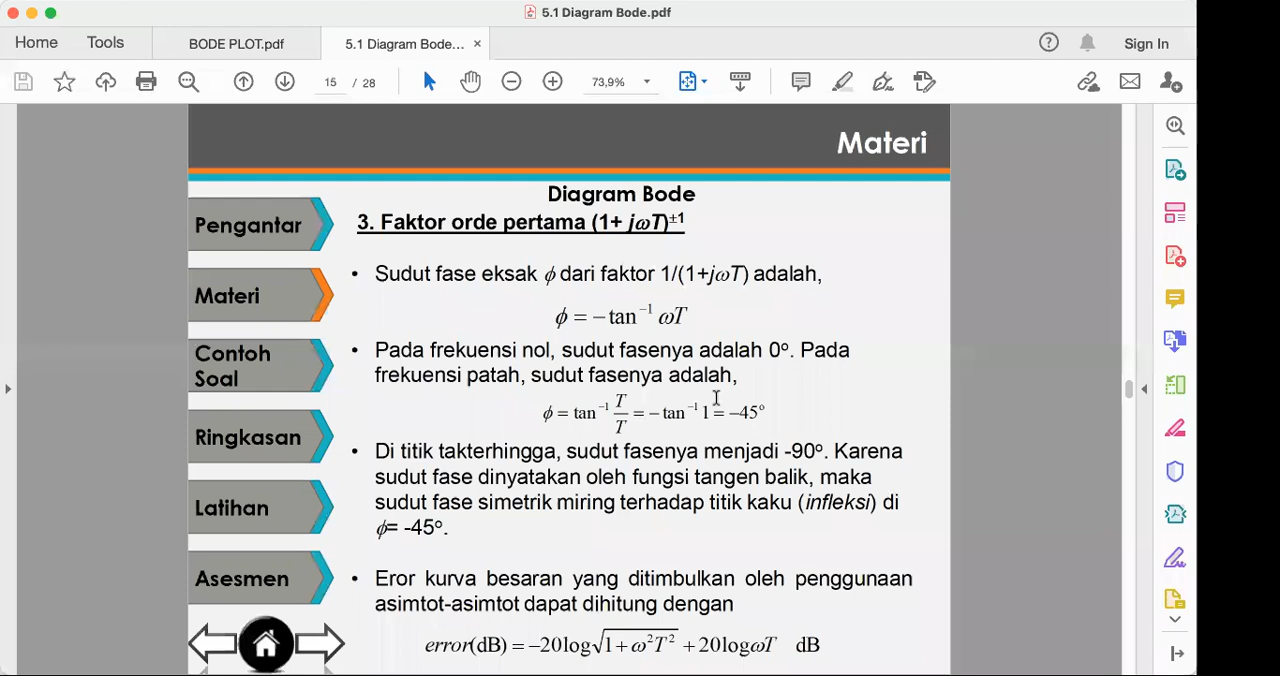 5.1 Diagram Bode.pdf
Home Tools BODE PLOT.pdf 5.1 Diagram Bode... × Sign In
15 / 28 73,9%
Materi
Diagram Bode
3. Faktor orde pertama (1+ jωT)±1
• Sudut fase eksak ϕ dari faktor 1/(1+jωT) adalah,
ϕ = −tan−1 ωT
• Pada frekuensi nol, sudut fasenya adalah 0o. Pada
frekuensi patah, sudut fasenya adalah,
ϕ = tan−1 T/T = −tan−1 1 = −45o
• Di titik takterhingga, sudut fasenya menjadi -90o. Karena
sudut fase dinyatakan oleh fungsi tangen balik, maka
sudut fase simetrik miring terhadap titik kaku (infleksi) di
ϕ= -45o.
• Eror kurva besaran yang ditimbulkan oleh penggunaan
asimtot-asimtot dapat dihitung dengan
error(dB) = −20log√1+ω2T2 + 20logωT dB
Pengantar
Materi
Contoh
Soal
Ringkasan
Latihan
Asesmen